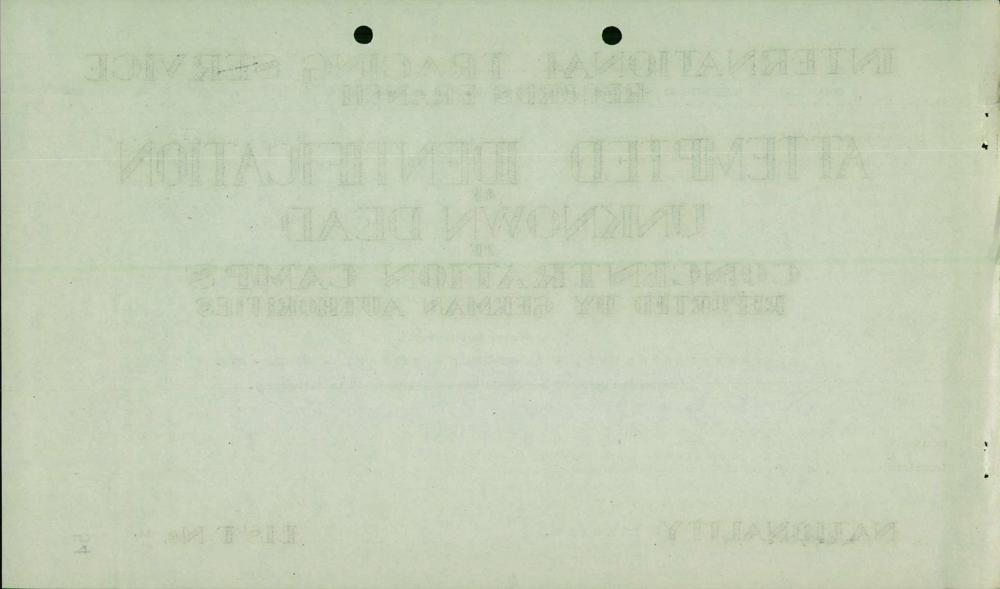 INTERNATIONAL TRACING SERVICE
RECORDS BRANCH
ATTEMPTED IDENTIFICATION
OF
UNKNOWN DEAD
OF
CONCENTRATION CAMPS
REPORTED BY GERMAN AUTHORITIES
NATIONALITY
LIST No.